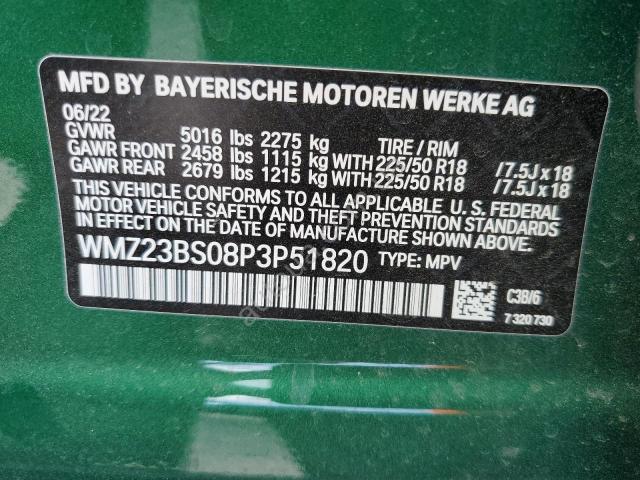 MFD BY BAYERISCHE MOTOREN WERKE AG
06/22
GVWR 5016 lbs 2275 kg TIRE / RIM
GAWR FRONT 2458 lbs 1115 kg WITH 225/50 R18 /7.5J x 18
GAWR REAR 2679 lbs 1215 kg WITH 225/50 R18 /7.5J x 18
THIS VEHICLE CONFORMS TO ALL APPLICABLE U.S. FEDERAL
MOTOR VEHICLE SAFETY AND THEFT PREVENTION STANDARDS
IN EFFECT ON THE DATE OF MANUFACTURE SHOWN ABOVE
WMZ23BS08P3P51820 TYPE: MPV
C3B/6
7 320 730